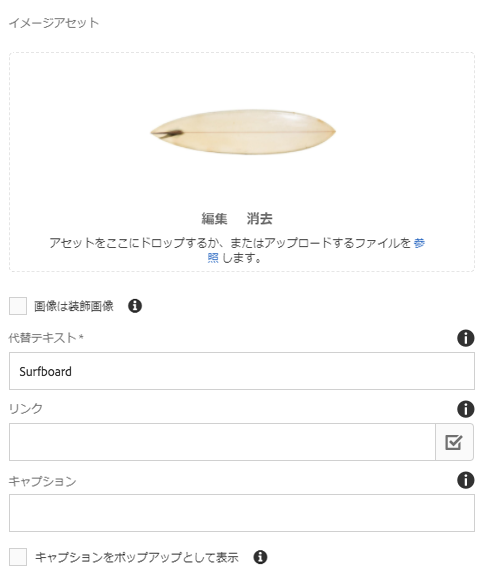 イメージアセット
編集 消去
アセットをここにドロップするか、またはアップロードするファイルを 参
照 します。
画像は装飾画像
代替テキスト *
Surfboard
リンク
キャプション
キャプションをポップアップとして表示